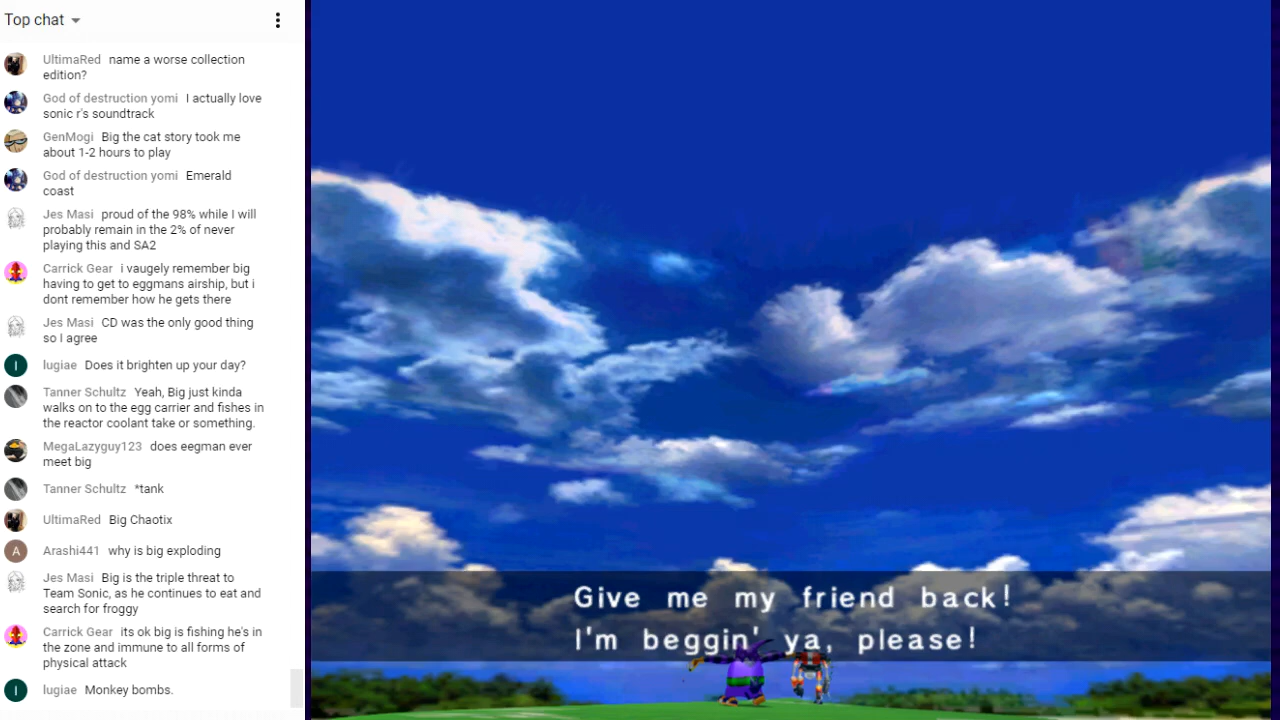 Top chat
UltimaRed name a worse collection
edition?
God of destruction yomi I actually love
sonic r's soundtrack
GenMogi Big the cat story took me
about 1-2 hours to play
God of destruction yomi Emerald
coast
Jes Masi proud of the 98% while I will
probably remain in the 2% of never
playing this and SA2
Carrick Gear i vaugely remember big
having to get to eggmans airship, but i
dont remember how he gets there
Jes Masi CD was the only good thing
so I agree
I
lugiae Does it brighten up your day?
Tanner Schultz Yeah, Big just kinda
walks on to the egg carrier and fishes in
the reactor coolant take or something.
MegaLazyguy123 does eegman ever
meet big
Tanner Schultz *tank
UltimaRed Big Chaotix
A
Arashi441 why is big exploding
Jes Masi Big is the triple threat to
Team Sonic, as he continues to eat and
search for froggy
Carrick Gear its ok big is fishing he's in
the zone and immune to all forms of
physical attack
I
lugiae Monkey bombs.
Give me my friend back!
I'm beggin' ya, please!